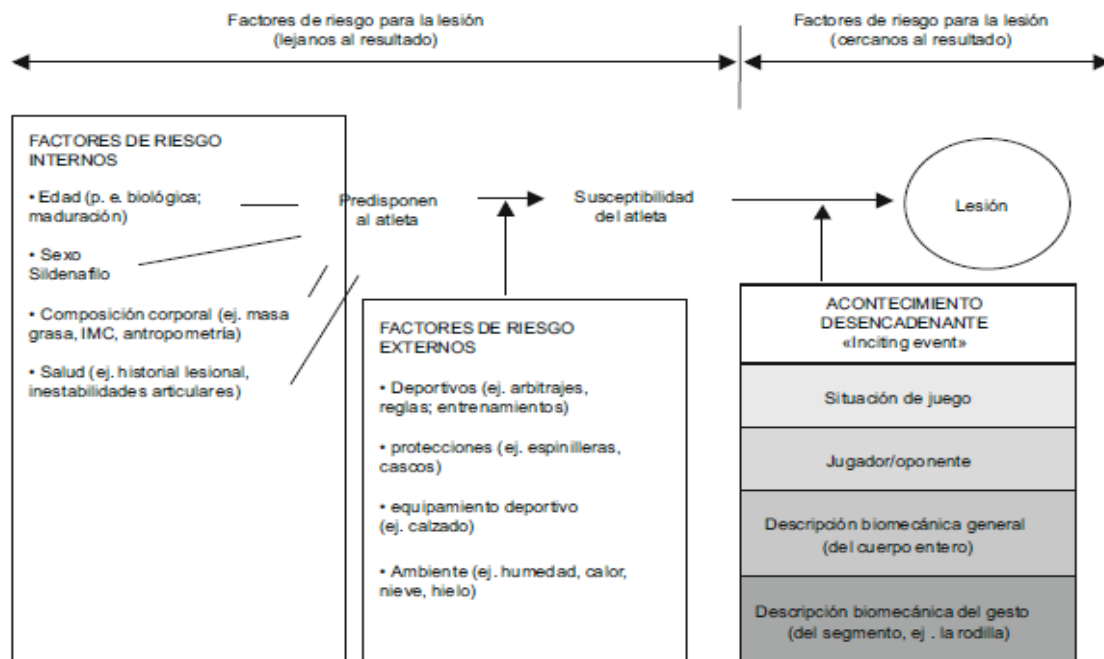 Factores de riesgo para la lesión
(lejanos al resultado)
Factores de riesgo para la lesión
(cercanos al resultado)
FACTORES DE RIESGO
INTERNOS
• Edad (p. e. biológica;
maduración)
• Sexo
Sildenafilo
• Composición corporal (ej. masa
grasa, IMC, antropometría)
• Salud (ej. historial lesional,
inestabilidades articulares)
Predisponen
al atleta
Susceptibilidad
del atleta
Lesión
FACTORES DE RIESGO
EXTERNOS
• Deportivos (ej. arbitrajes,
reglas; entrenamientos)
• protecciones (ej. espinilleras,
cascos)
• equipamiento deportivo
(ej. calzado)
• Ambiente (ej. humedad, calor,
nieve, hielo)
ACONTECIMIENTO
DESENCADENANTE
«Inciting event»
Situación de juego
Jugador/oponente
Descripción biomecánica general
(del cuerpo entero)
Descripción biomecánica del gesto
(del segmento, ej . la rodilla)